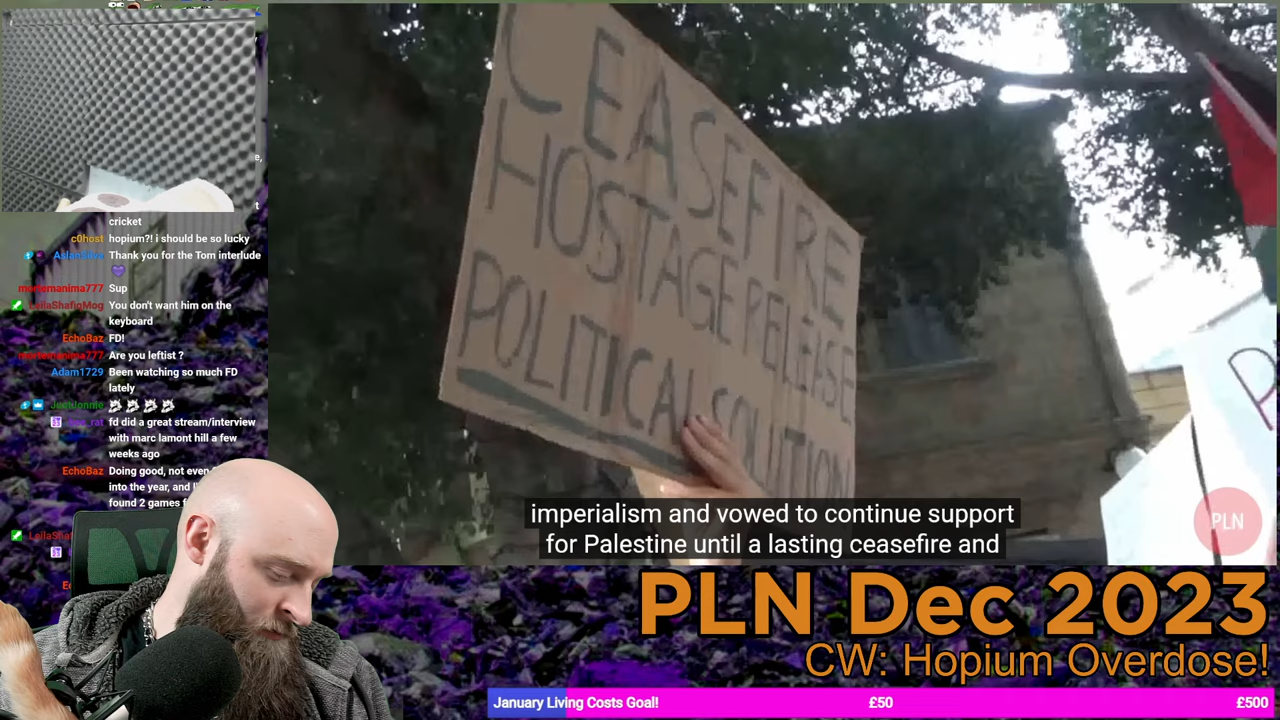 CEASEFIRE
HOSTAGE RELEASE
POLITICAL SOLUTION
imperialism and vowed to continue support
for Palestine until a lasting ceasefire and
PLN
PLN Dec 2023
CW: Hopium Overdose!
January Living Costs Goal!
£50
£500
cricket
c0host hopium?! i should be so lucky
Thank you for the Tom interlude
Sup
LeilaShafiqMog You don't want him on the
keyboard
EchoBaz FD!
Are you leftist ?
Adam1729 Been watching so much FD
lately
fd did a great stream/interview
with marc lamont hill a few
weeks ago
EchoBaz Doing good, not even
into the year, and
found 2 games